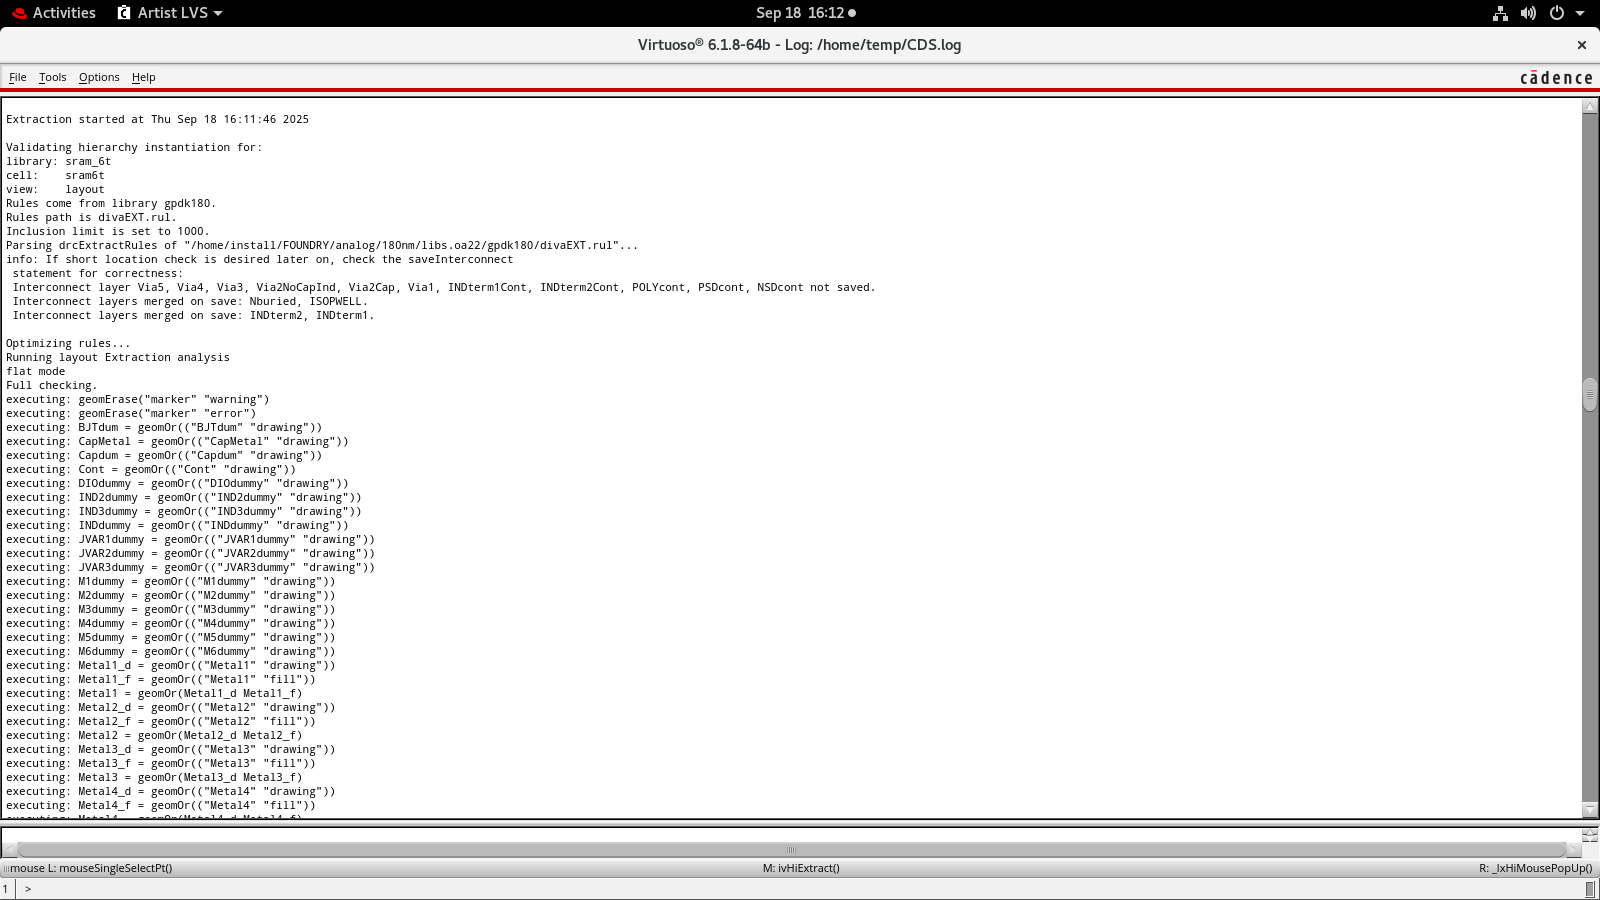 Activities Artist LVS Sep 18 16:12
Virtuoso® 6.1.8-64b - Log: /home/temp/CDS.log ×
File Tools Options Help cādence
Extraction started at Thu Sep 18 16:11:46 2025
Validating hierarchy instantiation for:
library: sram_6t
cell:    sram6t
view:    layout
Rules come from library gpdk180.
Rules path is divaEXT.rul.
Inclusion limit is set to 1000.
Parsing drcExtractRules of "/home/install/FOUNDRY/analog/180nm/libs.oa22/gpdk180/divaEXT.rul"...
info: If short location check is desired later on, check the saveInterconnect
 statement for correctness:
 Interconnect layer Via5, Via4, Via3, Via2NoCapInd, Via2Cap, Via1, INDterm1Cont, INDterm2Cont, POLYcont, PSDcont, NSDcont not saved.
 Interconnect layers merged on save: Nburied, ISOPWELL.
 Interconnect layers merged on save: INDterm2, INDterm1.
Optimizing rules...
Running layout Extraction analysis
flat mode
Full checking.
executing: geomErase("marker" "warning")
executing: geomErase("marker" "error")
executing: BJTdum = geomOr(("BJTdum" "drawing"))
executing: CapMetal = geomOr(("CapMetal" "drawing"))
executing: Capdum = geomOr(("Capdum" "drawing"))
executing: Cont = geomOr(("Cont" "drawing"))
executing: DIOdummy = geomOr(("DIOdummy" "drawing"))
executing: IND2dummy = geomOr(("IND2dummy" "drawing"))
executing: IND3dummy = geomOr(("IND3dummy" "drawing"))
executing: INDdummy = geomOr(("INDdummy" "drawing"))
executing: JVAR1dummy = geomOr(("JVAR1dummy" "drawing"))
executing: JVAR2dummy = geomOr(("JVAR2dummy" "drawing"))
executing: JVAR3dummy = geomOr(("JVAR3dummy" "drawing"))
executing: M1dummy = geomOr(("M1dummy" "drawing"))
executing: M2dummy = geomOr(("M2dummy" "drawing"))
executing: M3dummy = geomOr(("M3dummy" "drawing"))
executing: M4dummy = geomOr(("M4dummy" "drawing"))
executing: M5dummy = geomOr(("M5dummy" "drawing"))
executing: M6dummy = geomOr(("M6dummy" "drawing"))
executing: Metal1_d = geomOr(("Metal1" "drawing"))
executing: Metal1_f = geomOr(("Metal1" "fill"))
executing: Metal1 = geomOr(Metal1_d Metal1_f)
executing: Metal2_d = geomOr(("Metal2" "drawing"))
executing: Metal2_f = geomOr(("Metal2" "fill"))
executing: Metal2 = geomOr(Metal2_d Metal2_f)
executing: Metal3_d = geomOr(("Metal3" "drawing"))
executing: Metal3_f = geomOr(("Metal3" "fill"))
executing: Metal3 = geomOr(Metal3_d Metal3_f)
executing: Metal4_d = geomOr(("Metal4" "drawing"))
executing: Metal4_f = geomOr(("Metal4" "fill"))
executing: Metal4 = geomOr(Metal4_d Metal4_f)
mouse L: mouseSingleSelectPt() M: ivHiExtract() R: _lxHiMousePopUp()
1 >